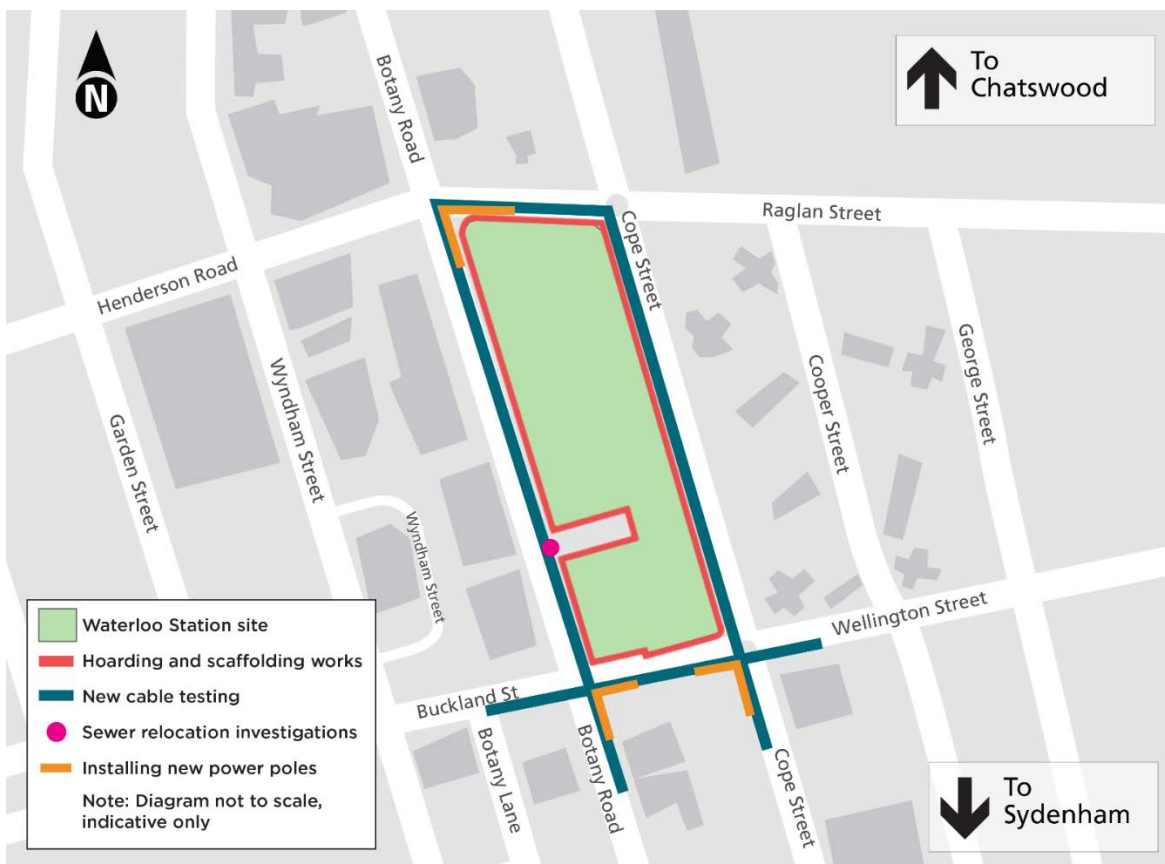 N
To
Chatswood
Botany Road
Raglan Street
Cope Street
Henderson Road
Wyndham Street
Garden Street
Cooper Street
George Street
Wyndham Street
Wellington Street
Buckland St
Botany Lane
Botany Road
Cope Street
Waterloo Station site
Hoarding and scaffolding works
New cable testing
Sewer relocation investigations
Installing new power poles
Note: Diagram not to scale,
indicative only
To
Sydenham